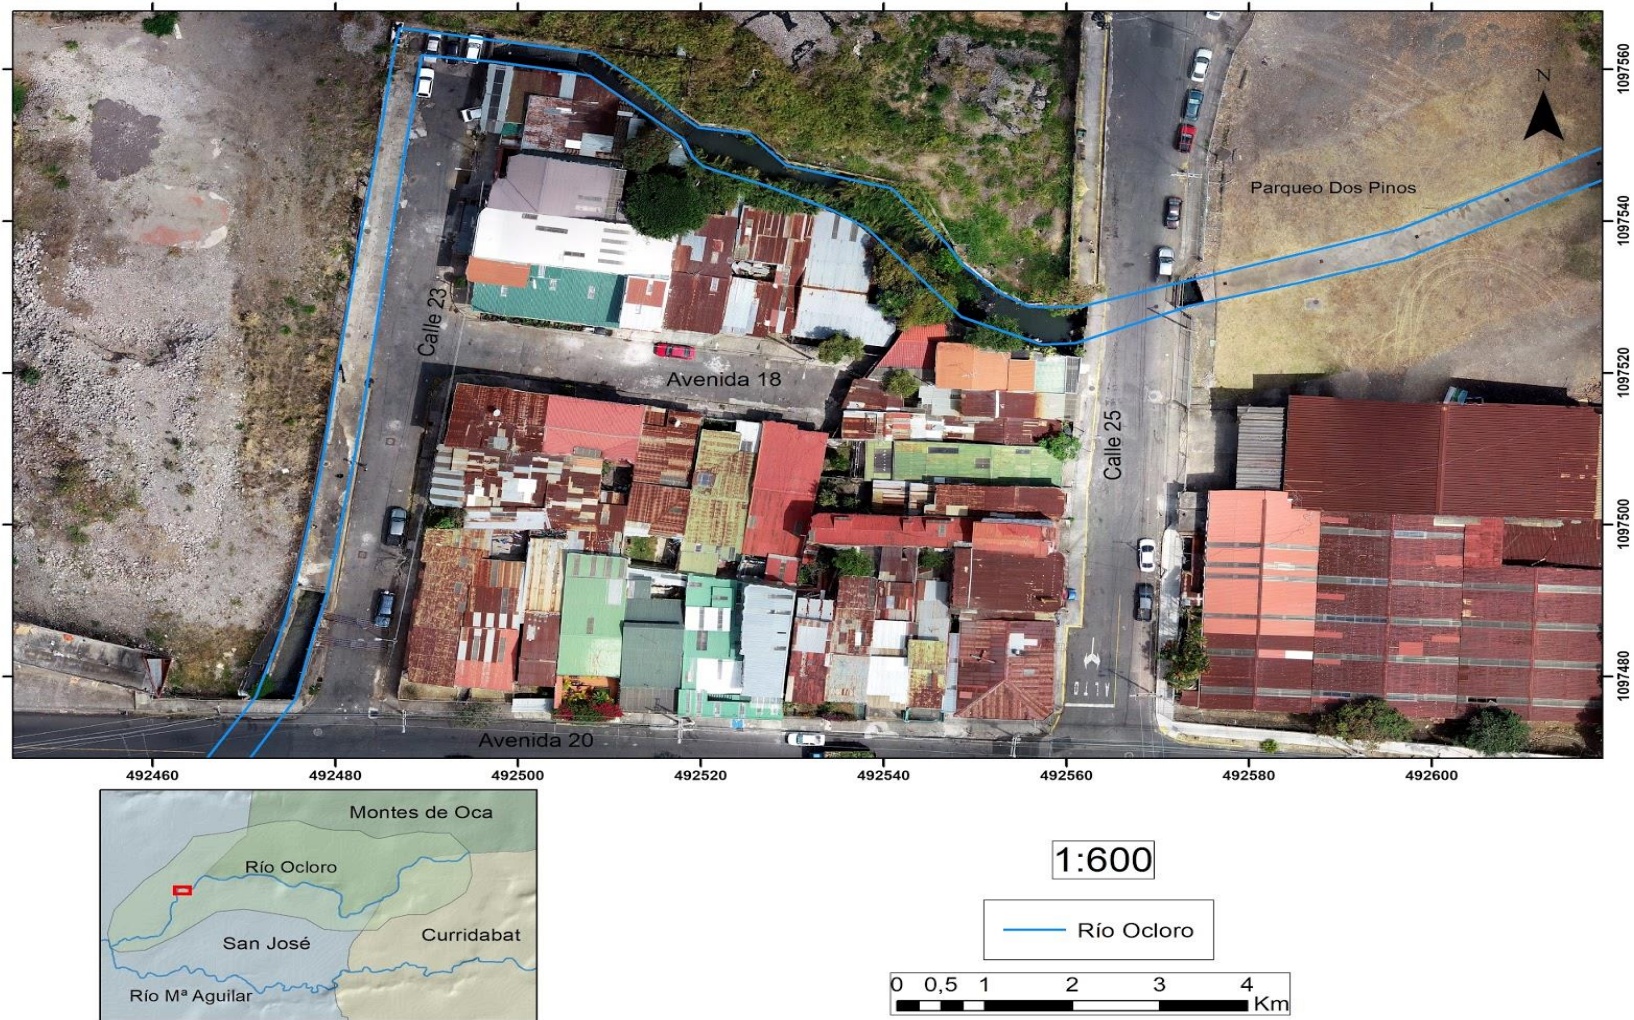 N
1097560
Parqueo Dos Pinos
1097540
Calle 23
1097520
Avenida 18
Calle 25
1097500
1097480
ALTO
Avenida 20
492460 492480 492500 492520 492540 492560 492580 492600
Montes de Oca
Río Ocloro
San José
Curridabat
Río Mª Aguilar
1:600
Río Ocloro
0 0,5 1 2 3 4
Km